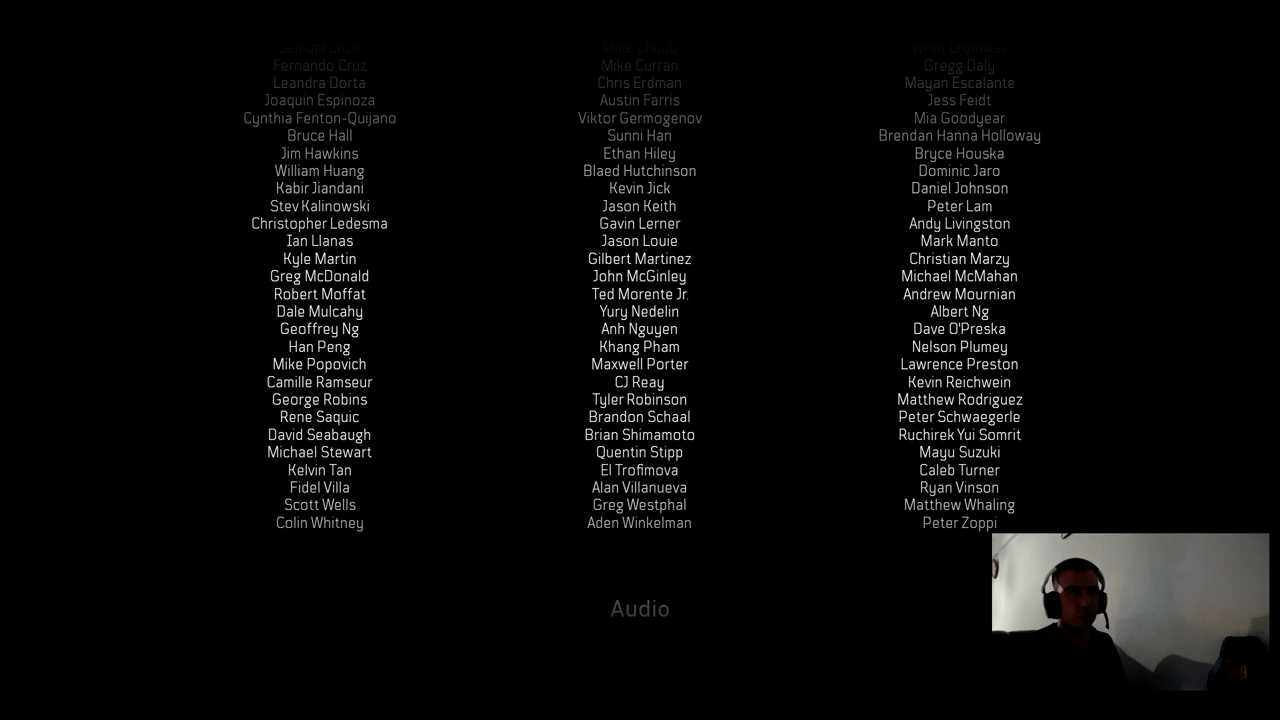 Samuel Chon Mike Chulia Wren Cromwell
Fernando Cruz Mike Curran Gregg Daly
Leandra Dorta Chris Erdman Mayan Escalante
Joaquin Espinoza Austin Farris Jess Feidt
Cynthia Fenton-Quijano Viktor Germogenov Mia Goodyear
Bruce Hall Sunni Han Brendan Hanna Holloway
Jim Hawkins Ethan Hiley Bryce Houska
William Huang Blaed Hutchinson Dominic Jaro
Kabir Jiandani Kevin Jick Daniel Johnson
Stev Kalinowski Jason Keith Peter Lam
Christopher Ledesma Gavin Lerner Andy Livingston
Ian Llanas Jason Louie Mark Manto
Kyle Martin Gilbert Martinez Christian Marzy
Greg McDonald John McGinley Michael McMahan
Robert Moffat Ted Morente Jr. Andrew Mournian
Dale Mulcahy Yury Nedelin Albert Ng
Geoffrey Ng Anh Nguyen Dave O'Preska
Han Peng Khang Pham Nelson Plumey
Mike Popovich Maxwell Porter Lawrence Preston
Camille Ramseur CJ Reay Kevin Reichwein
George Robins Tyler Robinson Matthew Rodriguez
Rene Saquic Brandon Schaal Peter Schwaegerle
David Seabaugh Brian Shimamoto Ruchirek Yui Somrit
Michael Stewart Quentin Stipp Mayu Suzuki
Kelvin Tan El Trofimova Caleb Turner
Fidel Villa Alan Villanueva Ryan Vinson
Scott Wells Greg Westphal Matthew Whaling
Colin Whitney Aden Winkelman Peter Zoppi
Audio